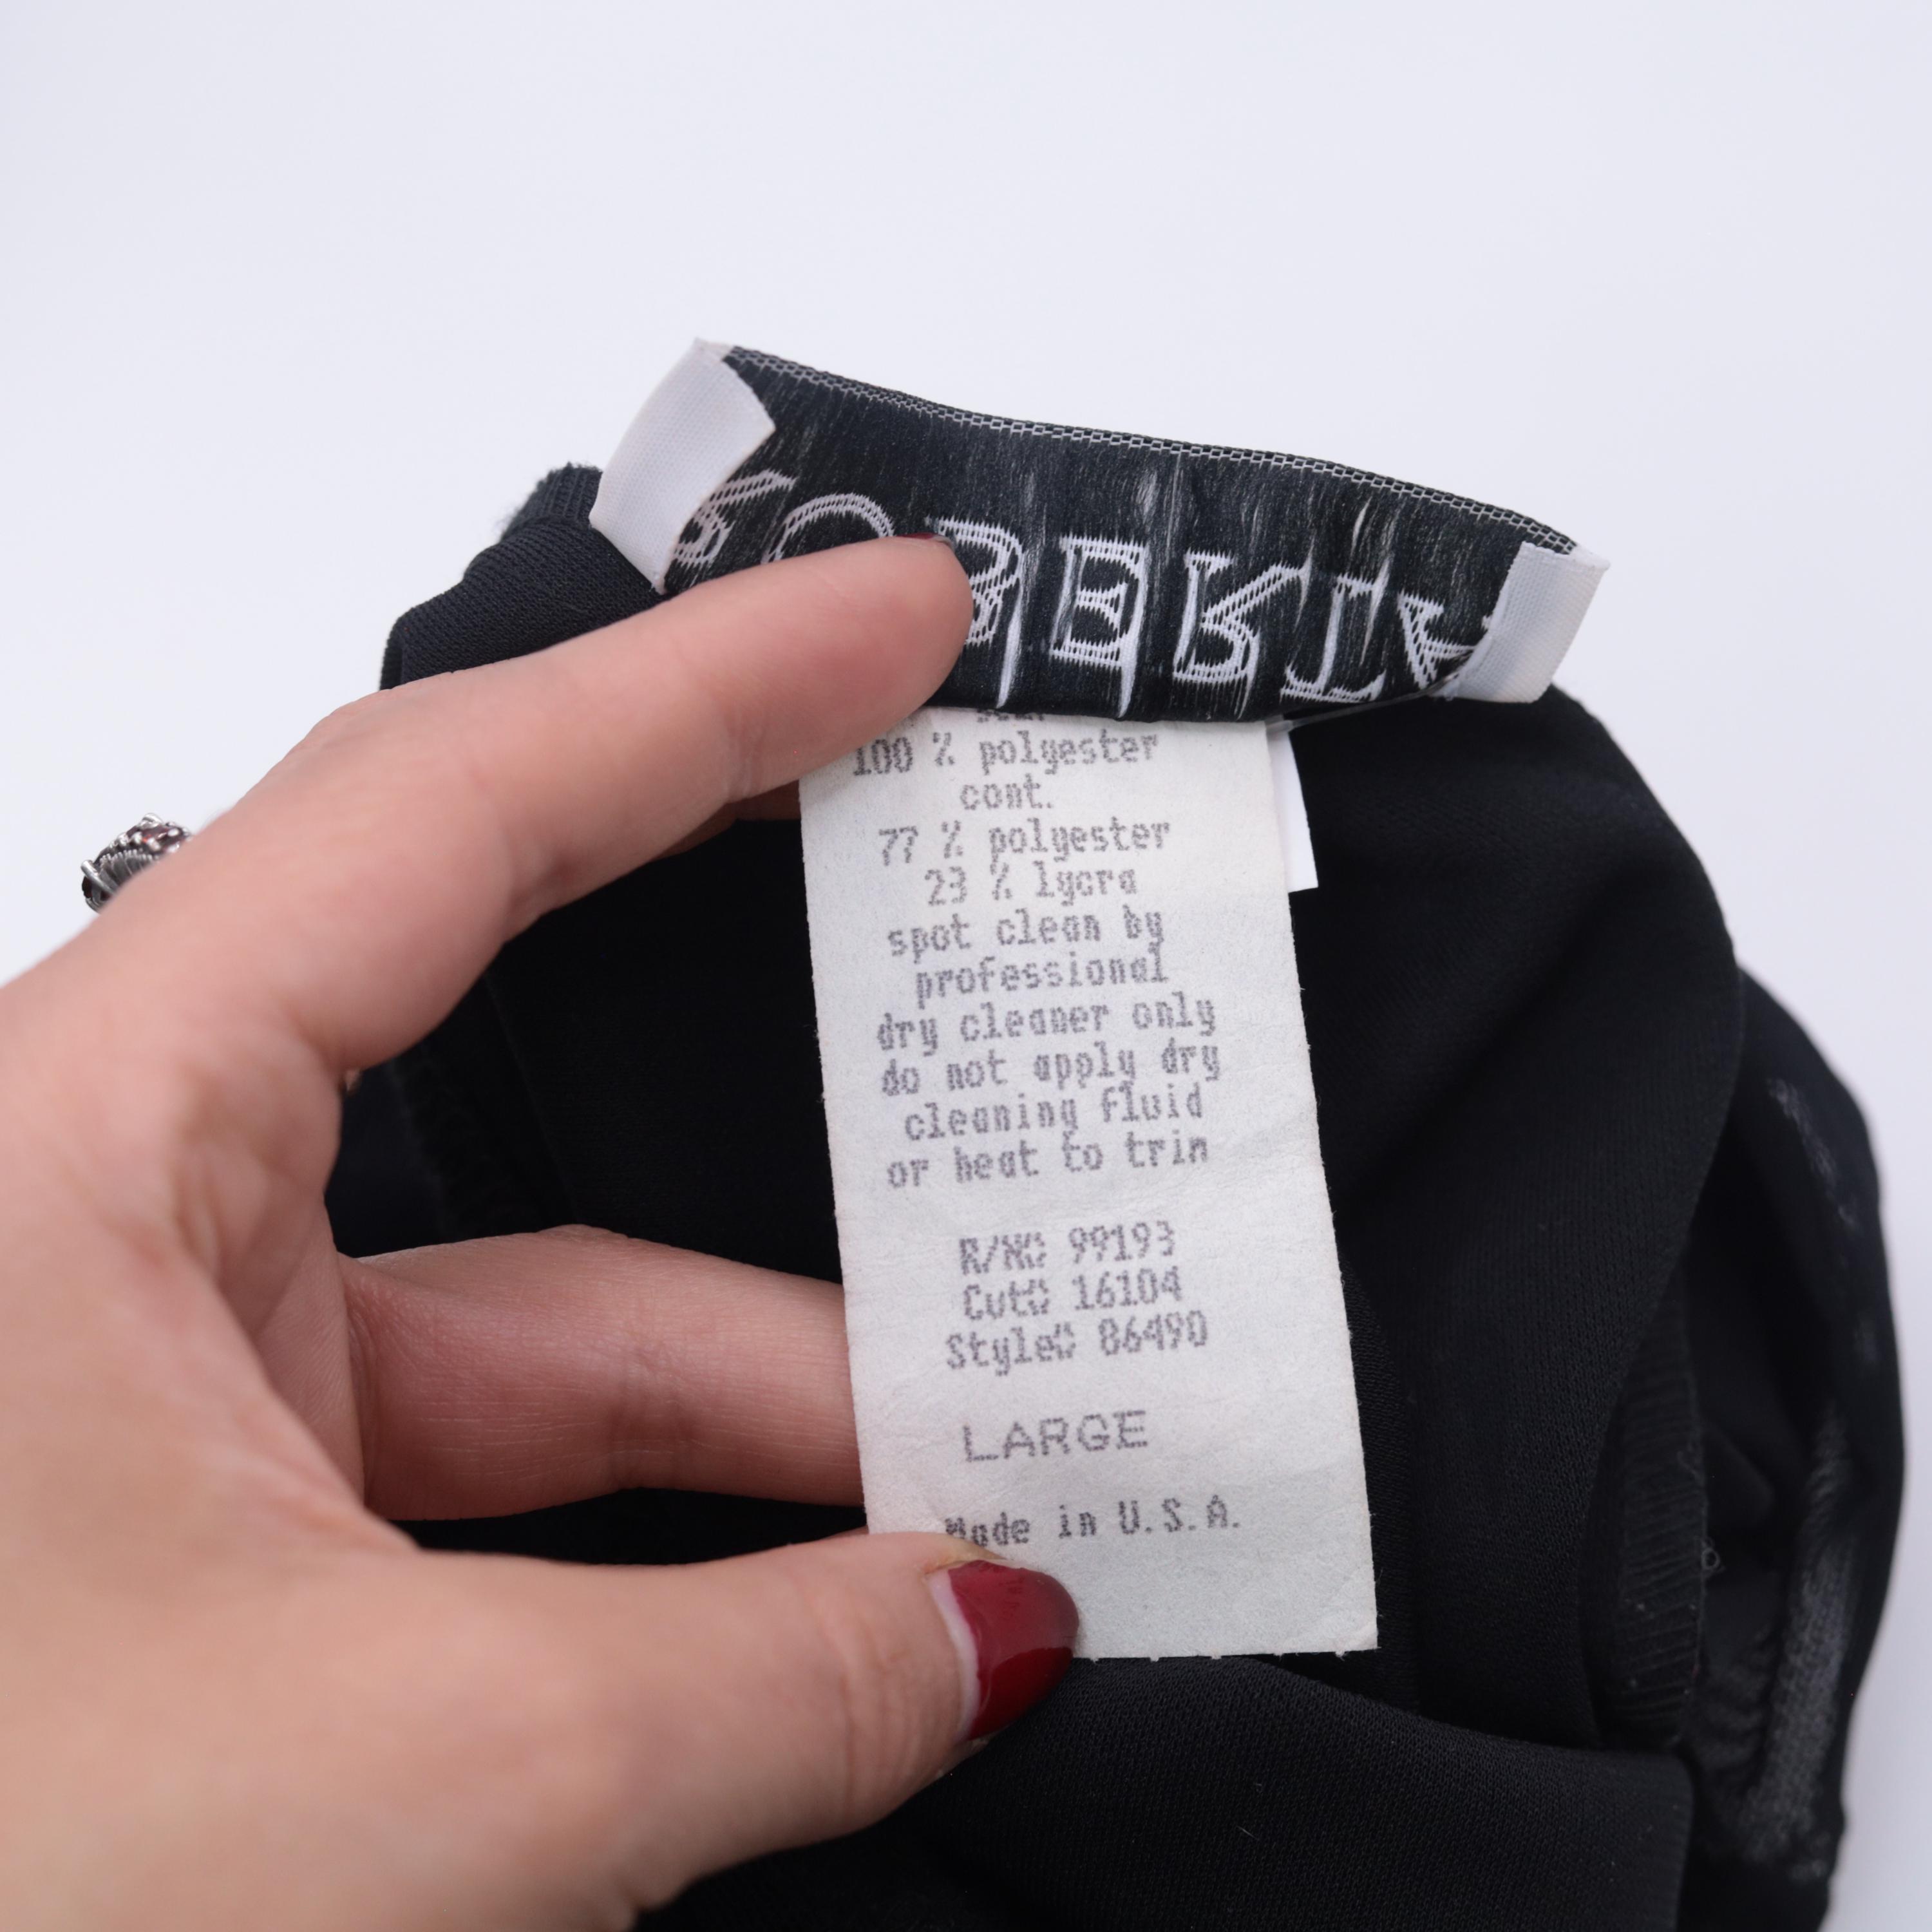 ROBERTA
100 % polyester
cont.
77 % polyester
23 % lycra
spot clean by
professional
dry cleaner only
do not apply dry
cleaning fluid
or heat to trim
R/N# 99193
Cut# 16104
Style# 86490
LARGE
Made in U.S.A.